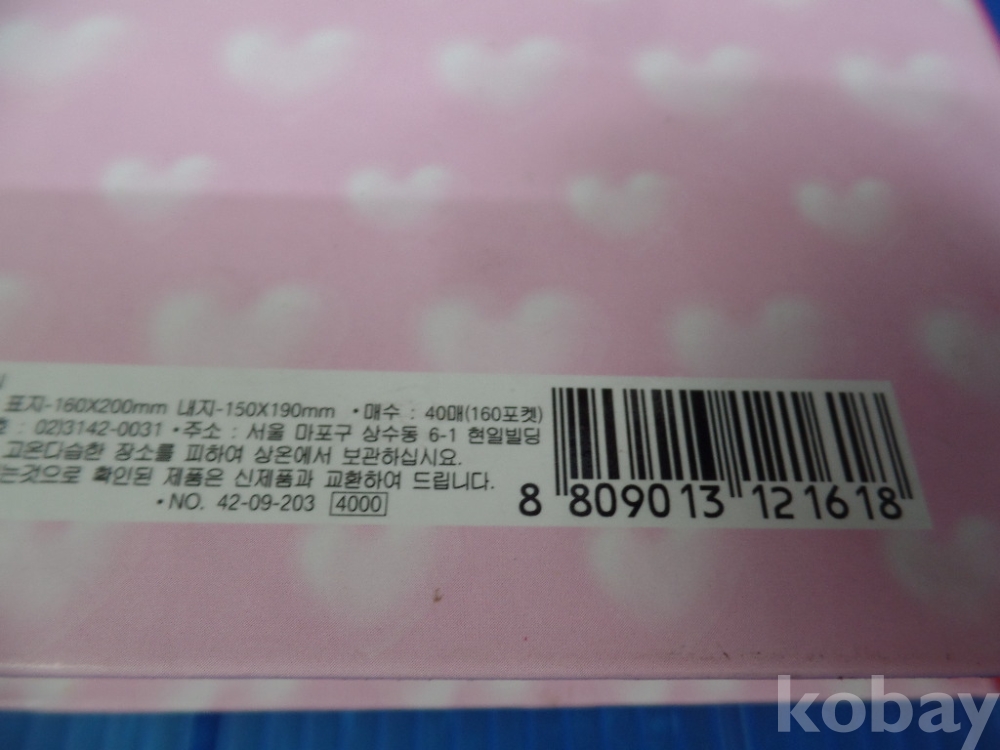 표지-160X200mm 내지-150X190mm •매수 : 40매(160포켓)
: 02)3142-0031 •주소 : 서울 마포구 상수동 6-1 현일빌딩
고온다습한 장소를 피하여 상온에서 보관하십시요.
는것으로 확인된 제품은 신제품과 교환하여 드립니다.
•NO. 42-09-203 4000
8 809013 121618
kobay